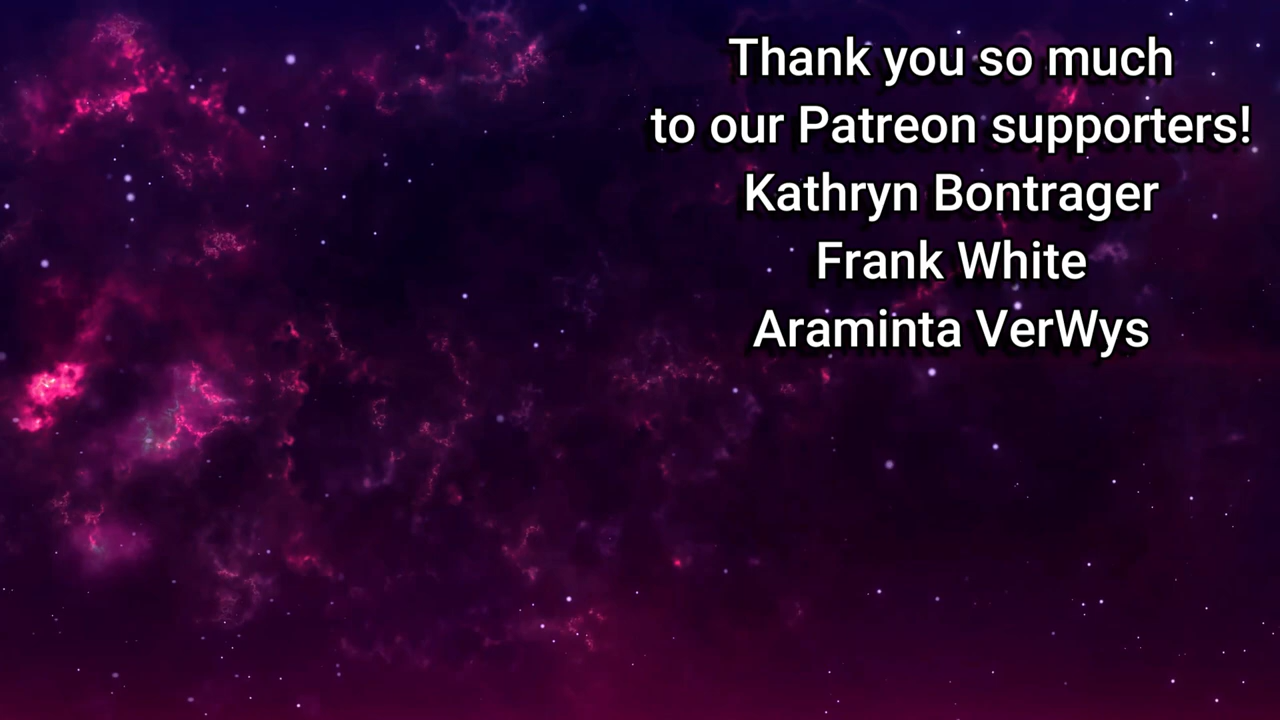 Thank you so much
to our Patreon supporters!
Kathryn Bontrager
Frank White
Araminta VerWys